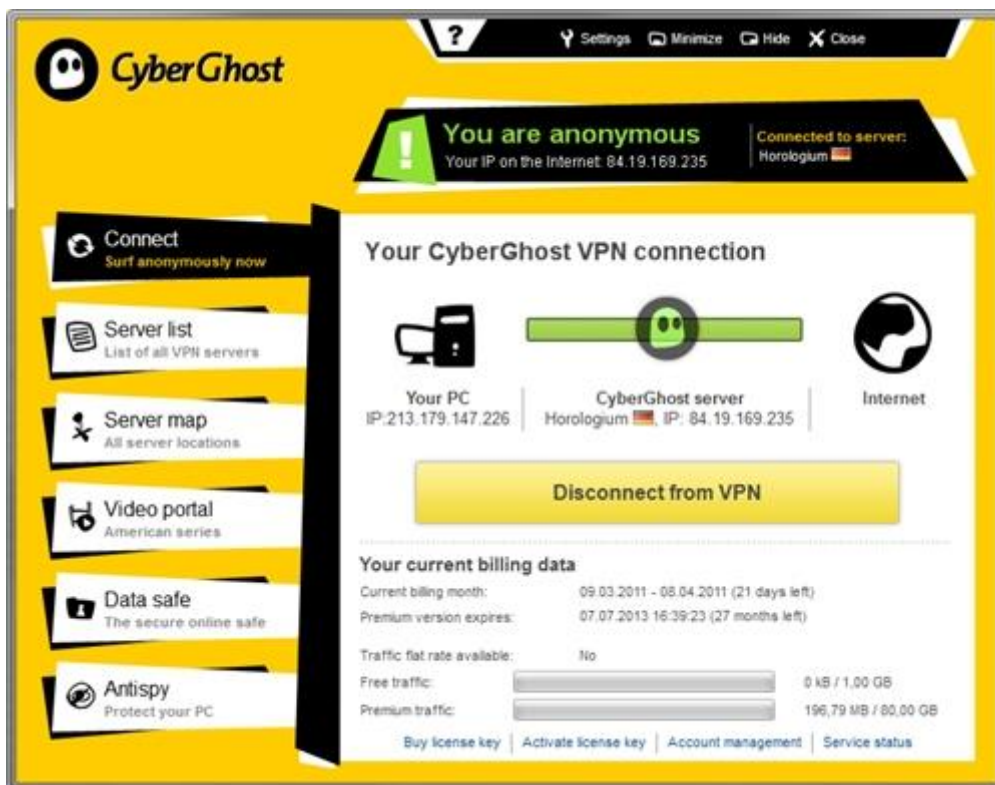 CyberGhost
? Settings Minimize Hide Close
! You are anonymous
Your IP on the Internet: 84.19.169.235
Connected to server:
Horologium
Connect
Surf anonymously now
Server list
List of all VPN servers
Server map
All server locations
Video portal
American series
Data safe
The secure online safe
Antispy
Protect your PC
Your CyberGhost VPN connection
Your PC
IP:213.179.147.226
CyberGhost server
Horologium , IP: 84.19.169.235
Internet
Disconnect from VPN
Your current billing data
Current billing month: 09.03.2011 - 08.04.2011 (21 days left)
Premium version expires: 07.07.2013 16:39:23 (27 months left)
Traffic flat rate available: No
Free traffic: 0 kB / 1,00 GB
Premium traffic: 196,79 MB / 80,00 GB
Buy license key | Activate license key | Account management | Service status